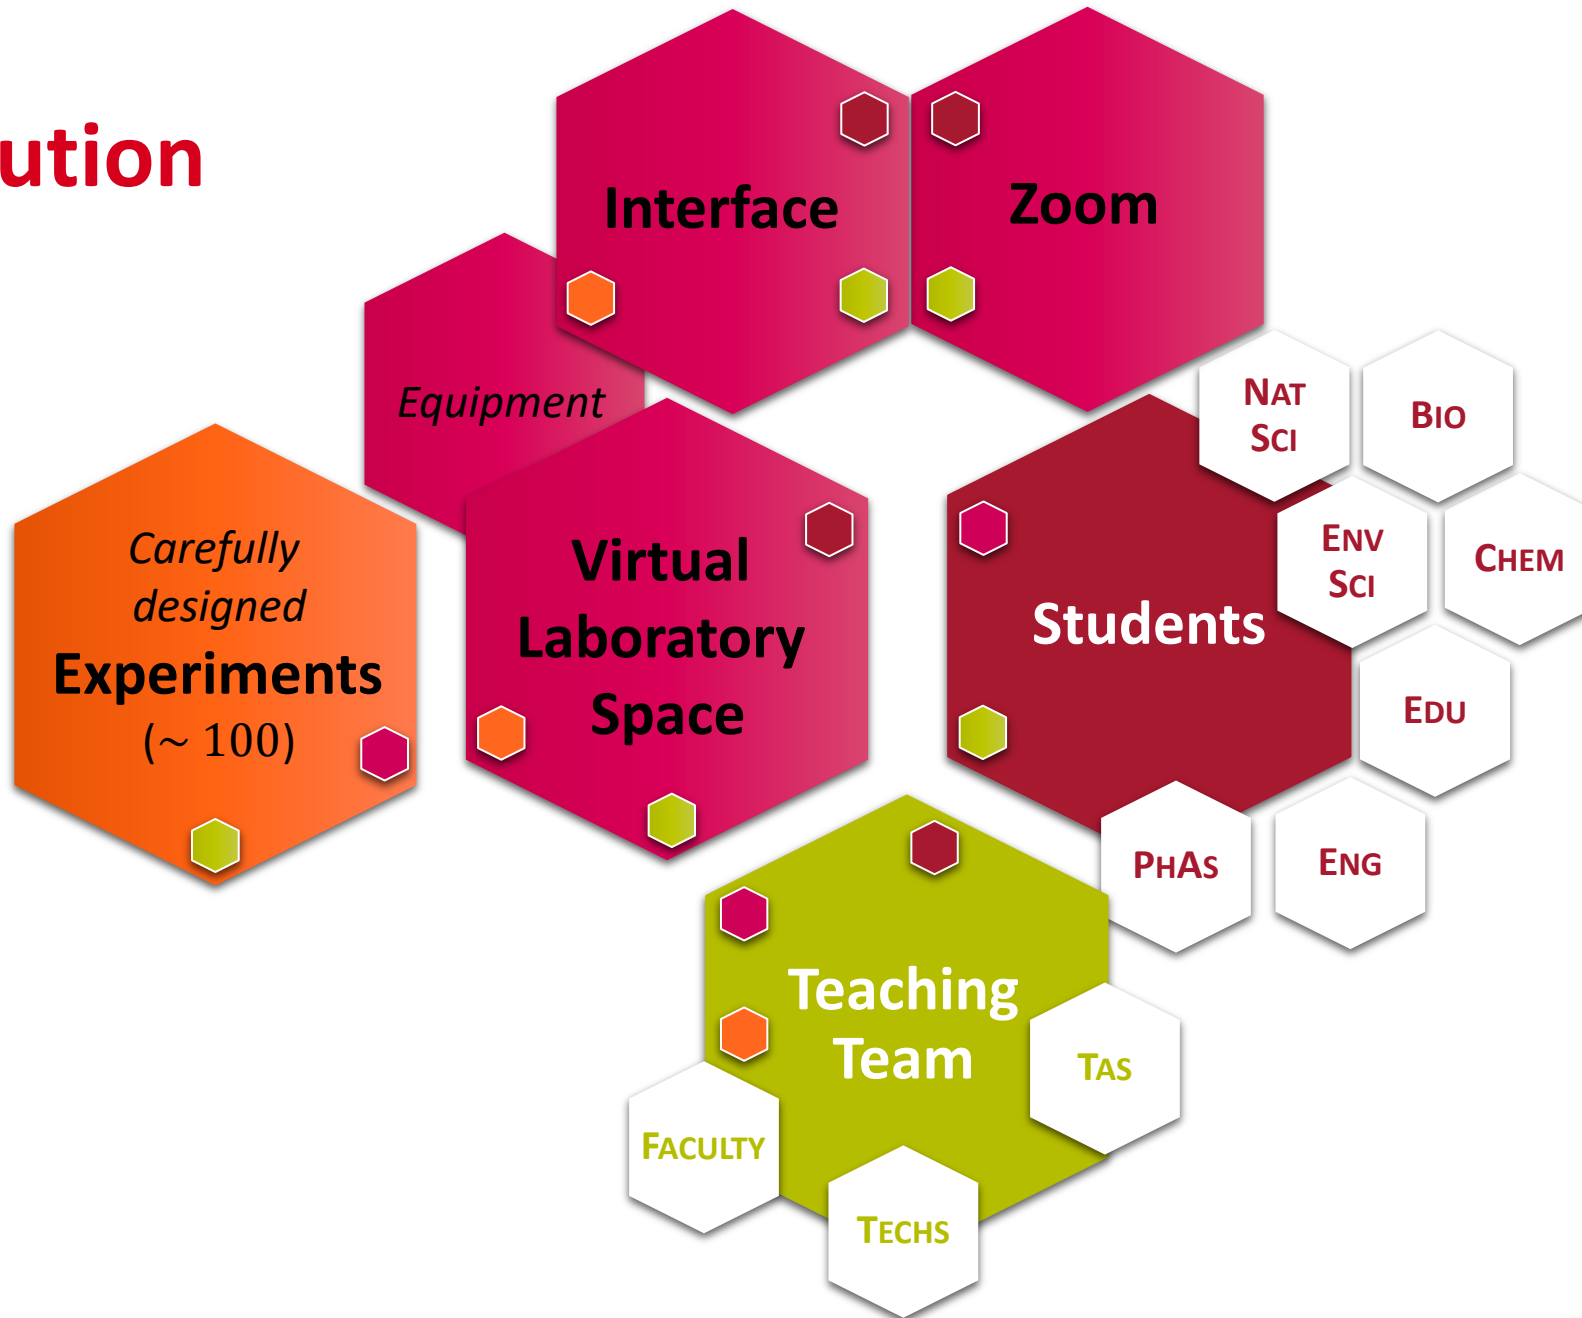 ution
Interface
Zoom
Equipment
NAT
SCI
BIO
Carefully
designed
Experiments
(~ 100)
Virtual
Laboratory
Space
Students
ENV
SCI
CHEM
EDU
PHAS
ENG
Teaching
Team
TAS
FACULTY
TECHS